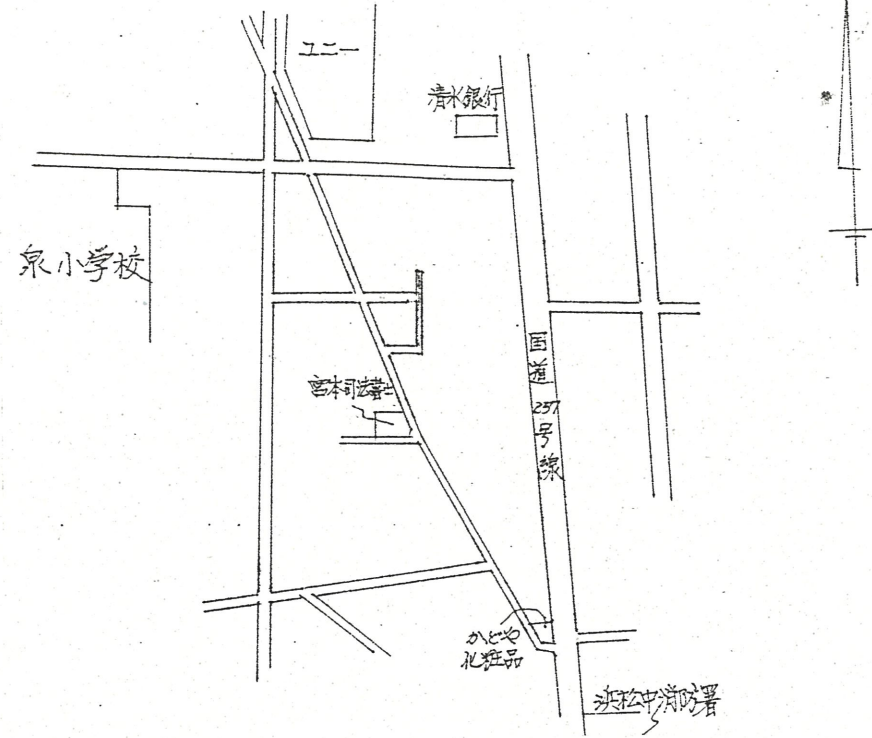 ユニー
清水銀行
泉小学校
宮本司法書士
国道257号線
かどや
化粧品
浜松中消防署